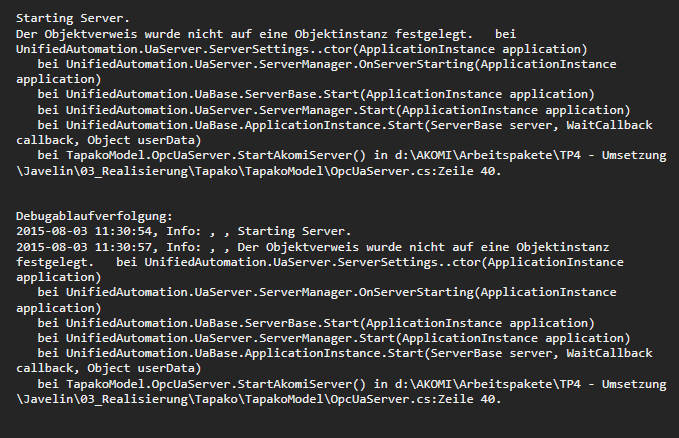 Starting Server.
Der Objektverweis wurde nicht auf eine Objektinstanz festgelegt.   bei
UnifiedAutomation.UaServer.ServerSettings..ctor(ApplicationInstance application)
   bei UnifiedAutomation.UaServer.ServerManager.OnServerStarting(ApplicationInstance
application)
   bei UnifiedAutomation.UaBase.ServerBase.Start(ApplicationInstance application)
   bei UnifiedAutomation.UaServer.ServerManager.Start(ApplicationInstance application)
   bei UnifiedAutomation.UaBase.ApplicationInstance.Start(ServerBase server, WaitCallback
callback, Object userData)
   bei TapakoModel.OpcUaServer.StartAkomiServer() in d:\AKOMI\Arbeitspakete\TP4 - Umsetzung
\Javelin\03_Realisierung\Tapako\TapakoModel\OpcUaServer.cs:Zeile 40.
Debugablaufverfolgung:
2015-08-03 11:30:54, Info: , , Starting Server.
2015-08-03 11:30:57, Info: , , Der Objektverweis wurde nicht auf eine Objektinstanz
festgelegt.   bei UnifiedAutomation.UaServer.ServerSettings..ctor(ApplicationInstance
application)
   bei UnifiedAutomation.UaServer.ServerManager.OnServerStarting(ApplicationInstance
application)
   bei UnifiedAutomation.UaBase.ServerBase.Start(ApplicationInstance application)
   bei UnifiedAutomation.UaServer.ServerManager.Start(ApplicationInstance application)
   bei UnifiedAutomation.UaBase.ApplicationInstance.Start(ServerBase server, WaitCallback
callback, Object userData)
   bei TapakoModel.OpcUaServer.StartAkomiServer() in d:\AKOMI\Arbeitspakete\TP4 - Umsetzung
\Javelin\03_Realisierung\Tapako\TapakoModel\OpcUaServer.cs:Zeile 40.